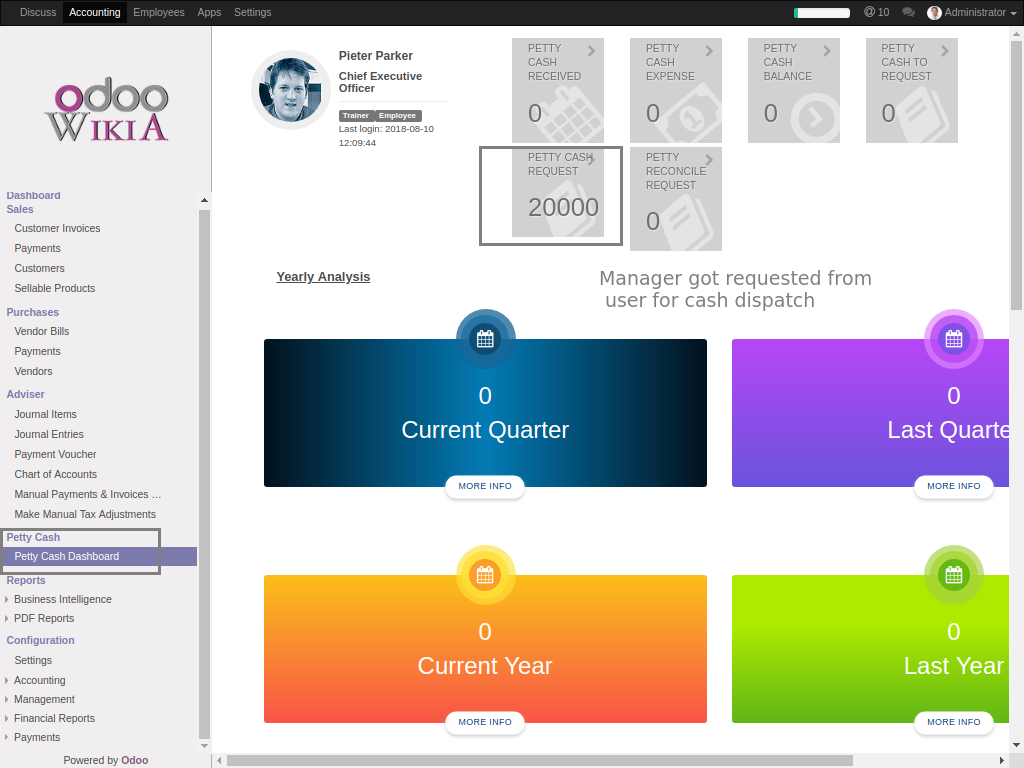 Discuss Accounting Employees Apps Settings @ 10 Administrator
odoo
WIKIA
Dashboard
Sales
Customer Invoices
Payments
Customers
Sellable Products
Purchases
Vendor Bills
Payments
Vendors
Adviser
Journal Items
Journal Entries
Payment Voucher
Chart of Accounts
Manual Payments & Invoices ...
Make Manual Tax Adjustments
Petty Cash
Petty Cash Dashboard
Reports
Business Intelligence
PDF Reports
Configuration
Settings
Accounting
Management
Financial Reports
Payments
Powered by Odoo
Pieter Parker
Chief Executive
Officer
Trainer Employee
Last login: 2018-08-10
12:09:44
PETTY
CASH
RECEIVED
0
PETTY
CASH
EXPENSE
0
PETTY
CASH
BALANCE
0
PETTY
CASH TO
REQUEST
0
PETTY CASH
REQUEST
20000
PETTY
RECONCILE
REQUEST
0
Yearly Analysis
Manager got requested from
user for cash dispatch
0
Current Quarter
MORE INFO
0
Last Quarte
MORE INFO
0
Current Year
MORE INFO
0
Last Year
MORE INFO